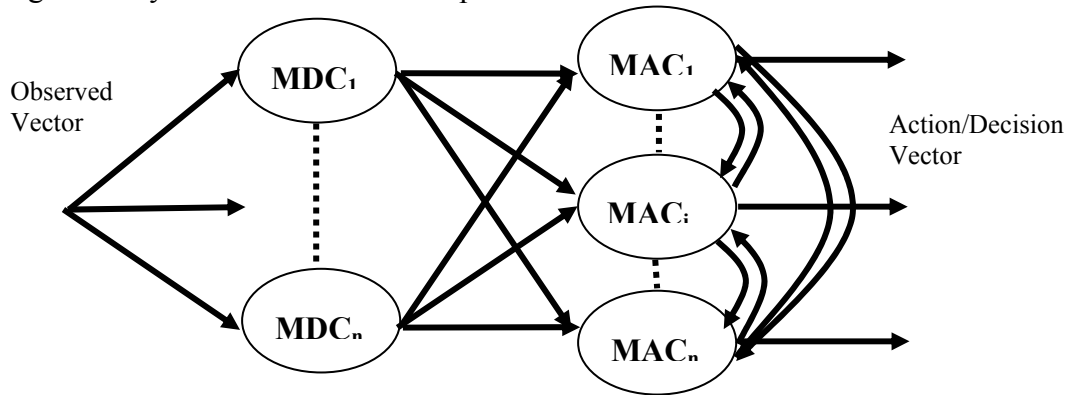 Observed
Vector
MDC₁
MDCₙ
MAC₁
MACᵢ
MACₙ
Action/Decision
Vector